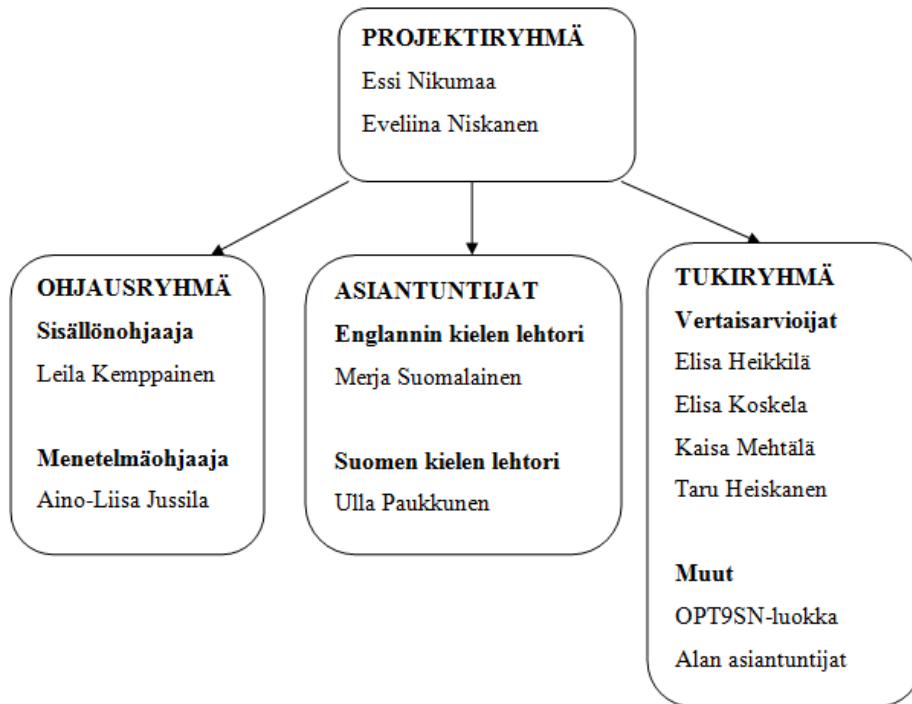 PROJEKTIRYHMÄ
Essi Nikumaa
Eveliina Niskanen
OHJAUSRYHMÄ
Sisällönohjaaja
Leila Kemppainen
Menetelmäohjaaja
Aino-Liisa Jussila
ASIANTUNTIJAT
Englannin kielen lehtori
Merja Suomalainen
Suomen kielen lehtori
Ulla Paukkunen
TUKIRYHMÄ
Vertaisarvioijat
Elisa Heikkilä
Elisa Koskela
Kaisa Mehtälä
Taru Heiskanen
Muut
OPT9SN-luokka
Alan asiantuntijat